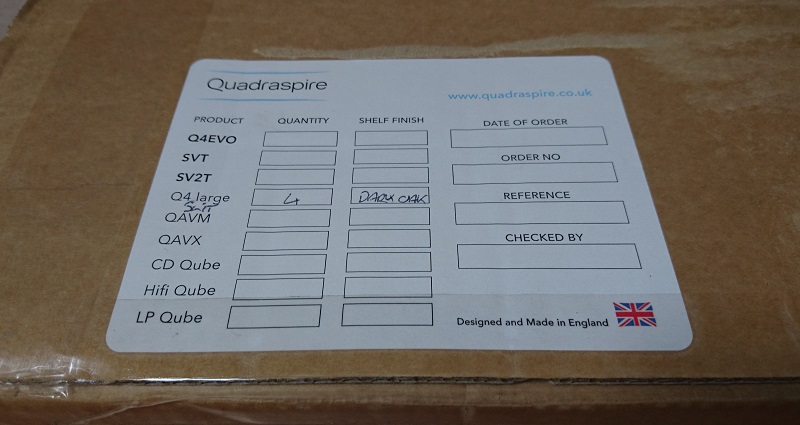 Quadraspire
www.quadraspire.co.uk
PRODUCT QUANTITY SHELF FINISH
Q4EVO
SVT
SV2T
Q4 large 4 DARK OAK
QAVM
QAVX
CD Qube
Hifi Qube
LP Qube
DATE OF ORDER
ORDER NO
REFERENCE
CHECKED BY
Designed and Made in England